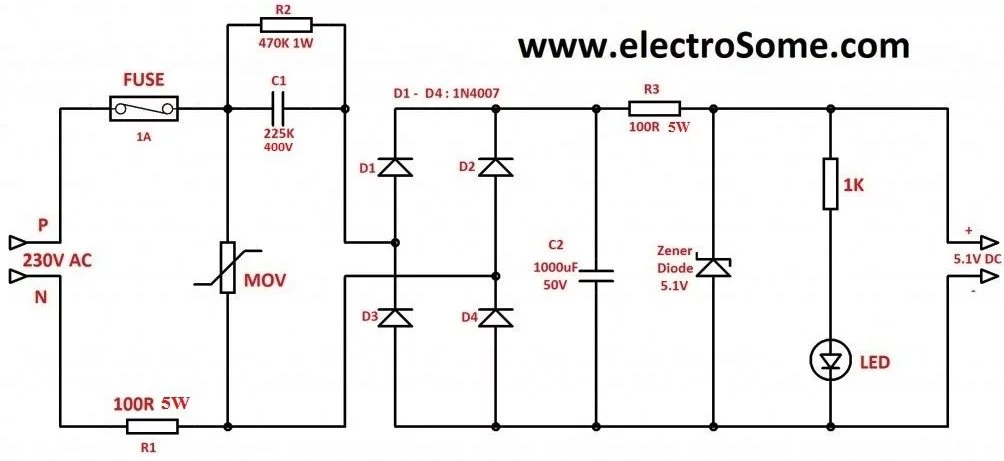 R2
470K 1W
www.electroSome.com
FUSE
1A
C1
225K
400V
D1 - D4 : 1N4007
R3
100R 5W
D1
D2
1K
P
230V AC
N
MOV
C2
1000uF
50V
Zener
Diode
5.1V
+
5.1V DC
-
D3
D4
LED
100R 5W
R1